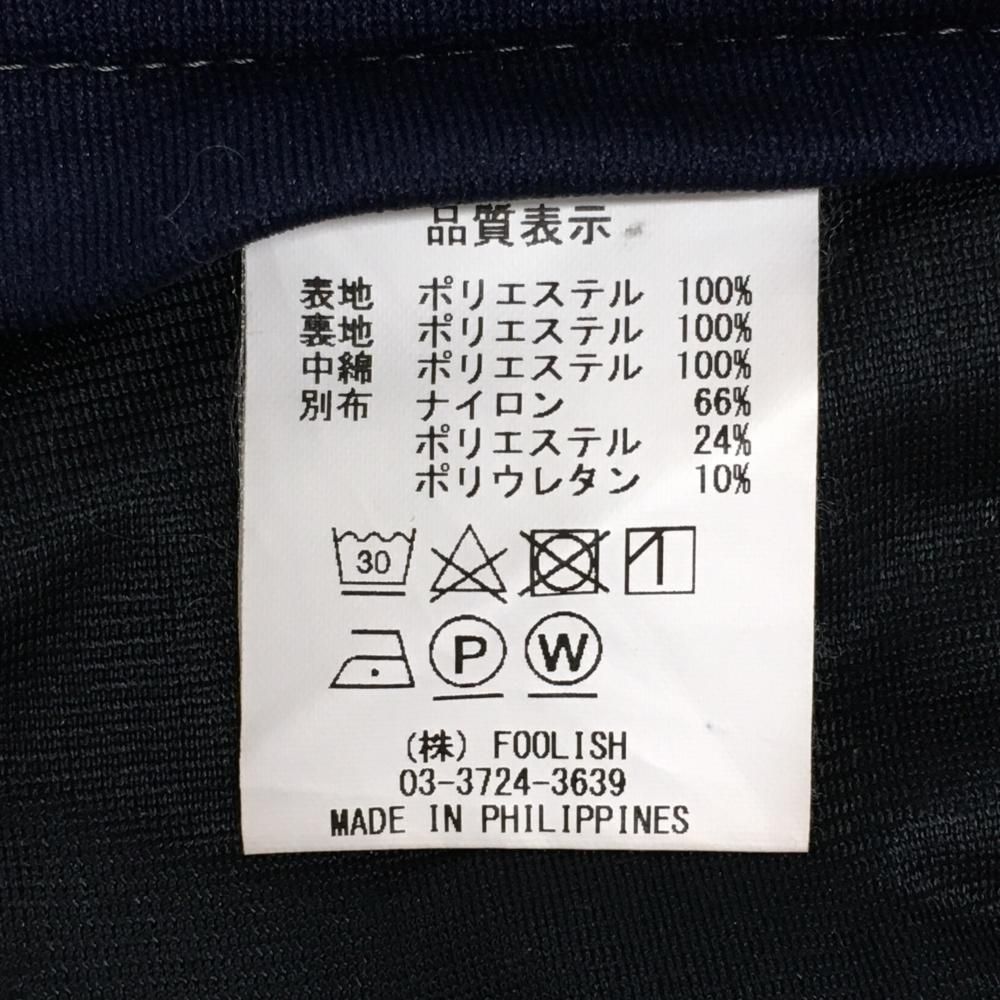 品質表示
表地 ポリエステル 100%
裏地 ポリエステル 100%
中綿 ポリエステル 100%
別布 ナイロン 66%
ポリエステル 24%
ポリウレタン 10%
30
P W
(株) FOOLISH
03-3724-3639
MADE IN PHILIPPINES